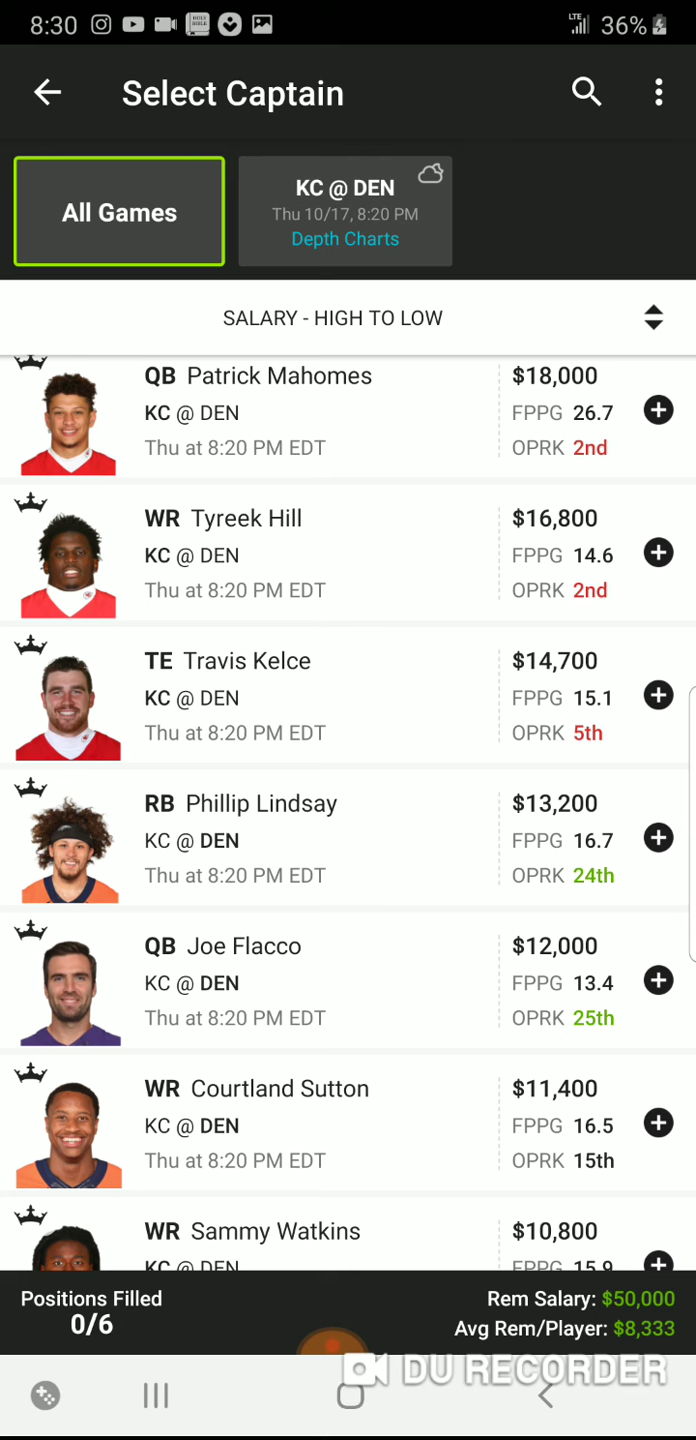 8:30 LTE 36%
Select Captain
All Games
KC @ DEN
Thu 10/17, 8:20 PM
Depth Charts
SALARY - HIGH TO LOW
QB Patrick Mahomes $18,000
KC @ DEN FPPG 26.7
Thu at 8:20 PM EDT OPRK 2nd
WR Tyreek Hill $16,800
KC @ DEN FPPG 14.6
Thu at 8:20 PM EDT OPRK 2nd
TE Travis Kelce $14,700
KC @ DEN FPPG 15.1
Thu at 8:20 PM EDT OPRK 5th
RB Phillip Lindsay $13,200
KC @ DEN FPPG 16.7
Thu at 8:20 PM EDT OPRK 24th
QB Joe Flacco $12,000
KC @ DEN FPPG 13.4
Thu at 8:20 PM EDT OPRK 25th
WR Courtland Sutton $11,400
KC @ DEN FPPG 16.5
Thu at 8:20 PM EDT OPRK 15th
WR Sammy Watkins $10,800
KC @ DEN FPPG 15.9
Positions Filled Rem Salary: $50,000
0/6 Avg Rem/Player: $8,333
DU RECORDER